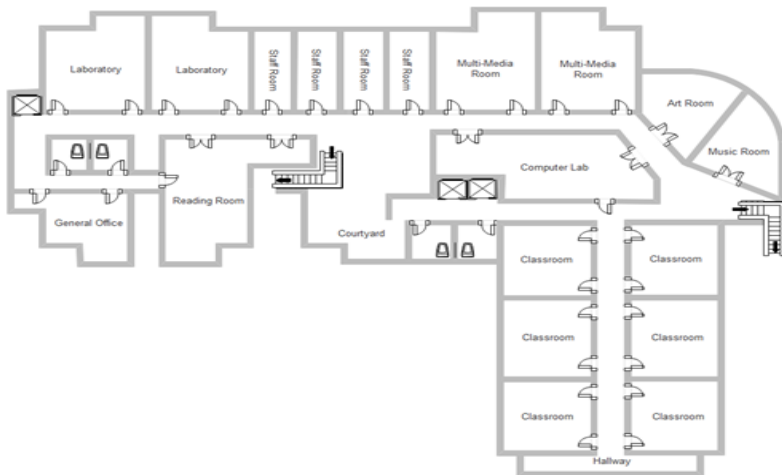 Laboratory
Laboratory
Staff Room
Staff Room
Staff Room
Staff Room
Multi-Media
Room
Multi-Media
Room
Art Room
Music Room
Computer Lab
Reading Room
General Office
Courtyard
Classroom
Classroom
Classroom
Classroom
Classroom
Classroom
Hallway